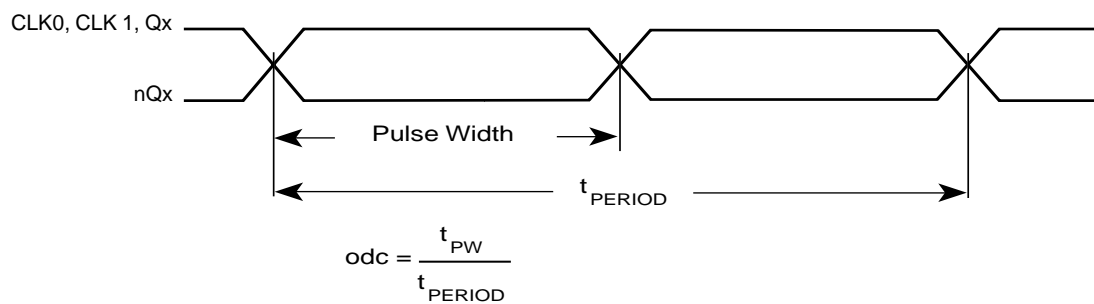 CLK0, CLK 1, Qx
nQx
Pulse Width
tPERIOD
odc = tPW
tPERIOD